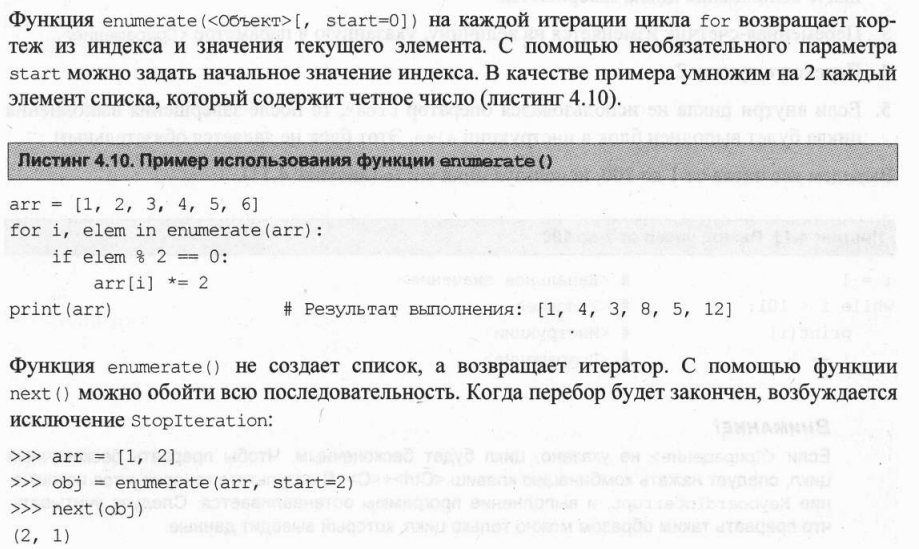 Функция enumerate(<Объект>[, start=0]) на каждой итерации цикла for возвращает кор-
теж из индекса и значения текущего элемента. С помощью необязательного параметра
start можно задать начальное значение индекса. В качестве примера умножим на 2 каждый
элемент списка, который содержит четное число (листинг 4.10).
Листинг 4.10. Пример использования функции enumerate()
arr = [1, 2, 3, 4, 5, 6]
for i, elem in enumerate(arr):
    if elem % 2 == 0:
        arr[i] *= 2
print(arr)                # Результат выполнения: [1, 4, 3, 8, 5, 12]
Функция enumerate() не создает список, а возвращает итератор. С помощью функции
next() можно обойти всю последовательность. Когда перебор будет закончен, возбуждается
исключение StopIteration:
>>> arr = [1, 2]
>>> obj = enumerate(arr, start=2)
>>> next(obj)
(2, 1)